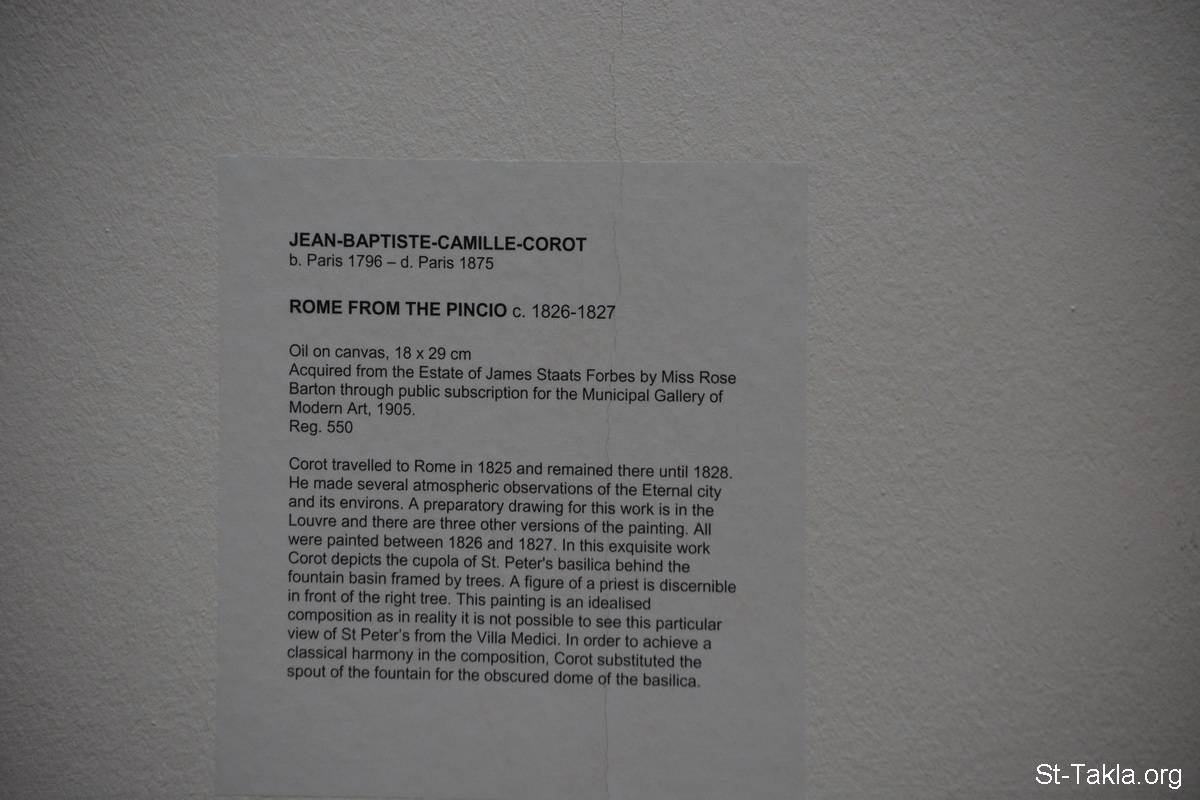 JEAN-BAPTISTE-CAMILLE-COROT
b. Paris 1796 – d. Paris 1875
ROME FROM THE PINCIO c. 1826-1827
Oil on canvas, 18 x 29 cm
Acquired from the Estate of James Staats Forbes by Miss Rose
Barton through public subscription for the Municipal Gallery of
Modern Art, 1905.
Reg. 550
Corot travelled to Rome in 1825 and remained there until 1828.
He made several atmospheric observations of the Eternal city
and its environs. A preparatory drawing for this work is in the
Louvre and there are three other versions of the painting. All
were painted between 1826 and 1827. In this exquisite work
Corot depicts the cupola of St. Peter's basilica behind the
fountain basin framed by trees. A figure of a priest is discernible
in front of the right tree. This painting is an idealised
composition as in reality it is not possible to see this particular
view of St Peter's from the Villa Medici. In order to achieve a
classical harmony in the composition, Corot substituted the
spout of the fountain for the obscured dome of the basilica.
St-Takla.org